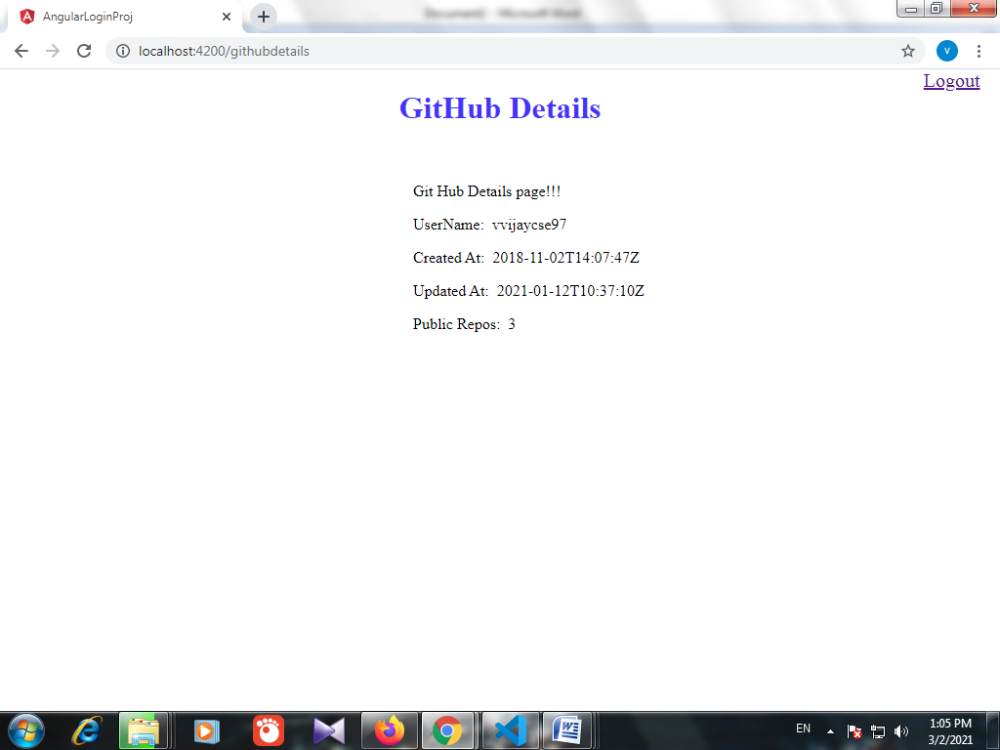 Document2 - Microsoft Word
AngularLoginProj
localhost:4200/githubdetails
V
Logout
GitHub Details
Git Hub Details page!!!
UserName: vvijaycse97
Created At: 2018-11-02T14:07:47Z
Updated At: 2021-01-12T10:37:10Z
Public Repos: 3
EN
1:05 PM
3/2/2021